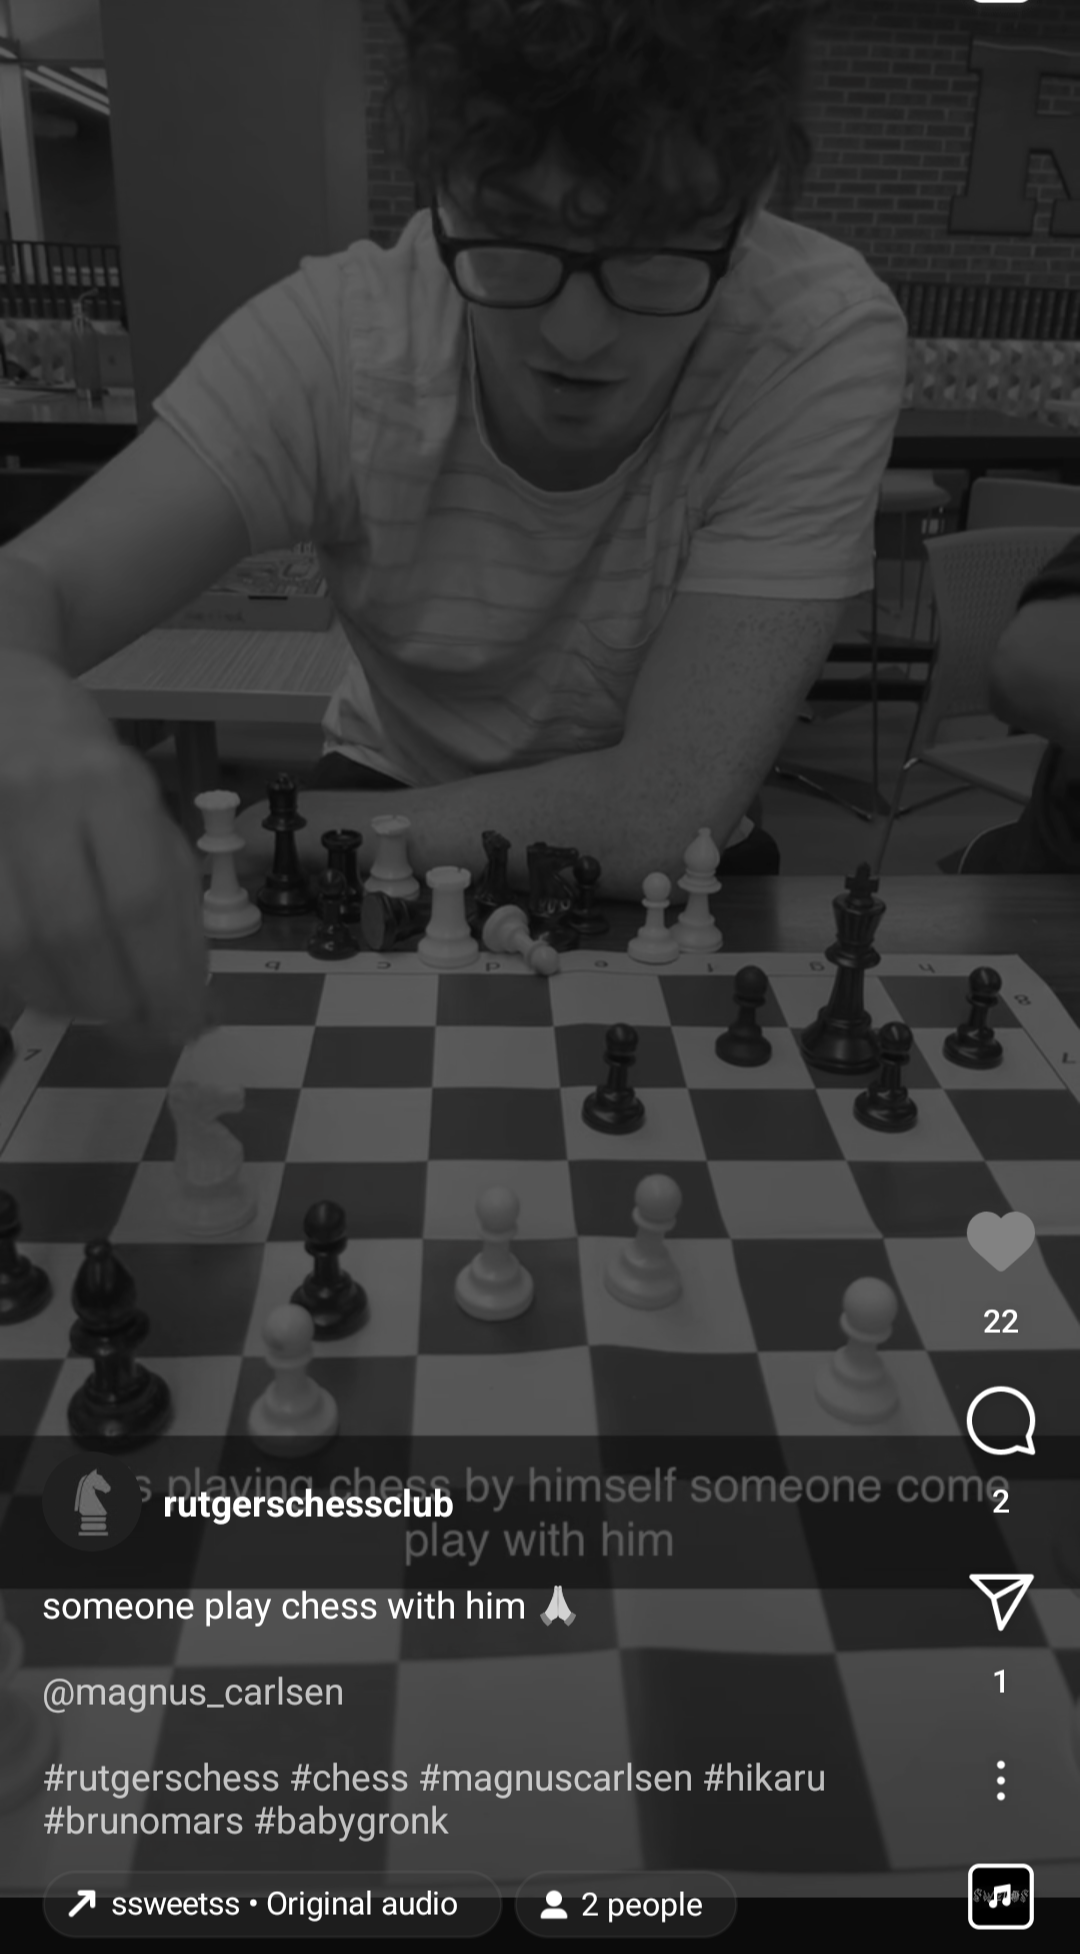 R
s playing chess by himself someone come
play with him
rutgerschessclub
someone play chess with him 🙏
@magnus_carlsen
#rutgerschess #chess #magnuscarlsen #hikaru
#brunomars #babygronk
ssweetss • Original audio
2 people
22
2
1